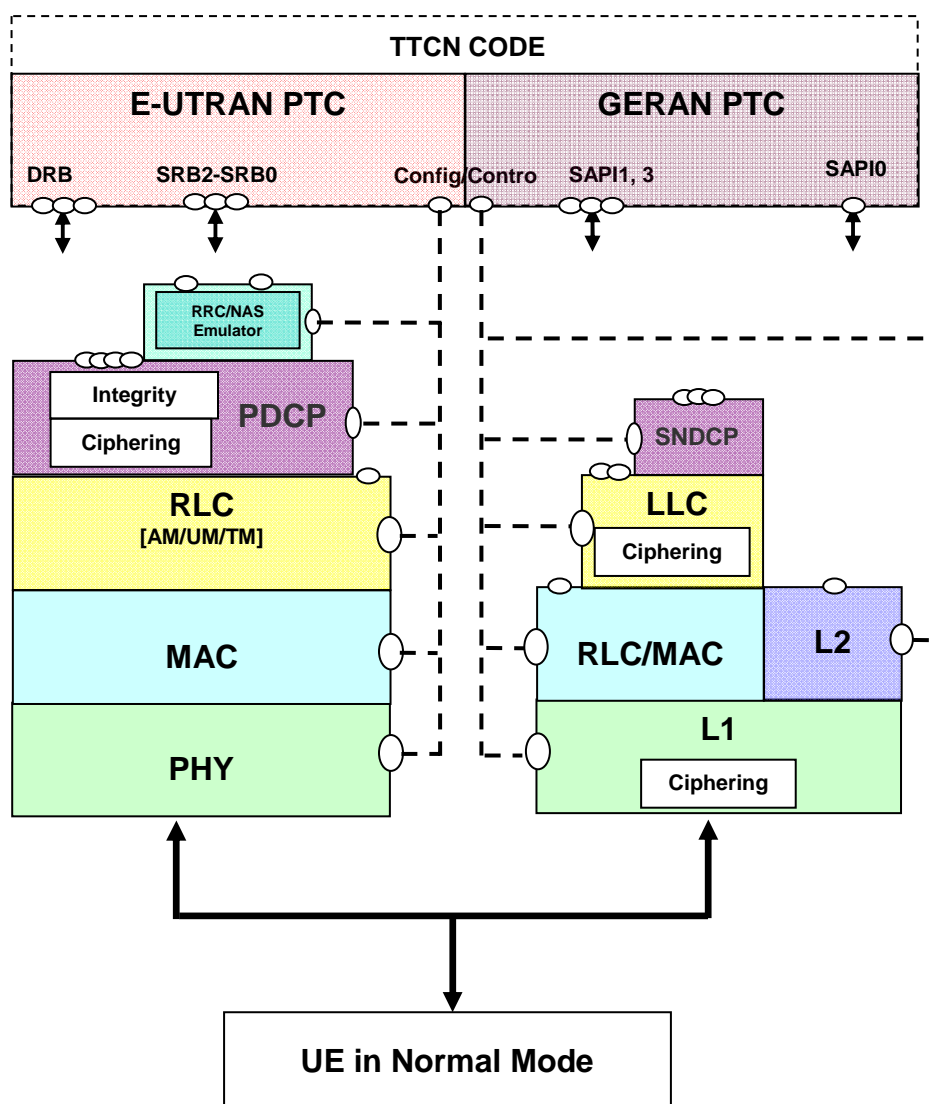 TTCN CODE
E-UTRAN PTC
GERAN PTC
DRB
SRB2-SRB0
Config/Contro
SAPI1, 3
SAPI0
RRC/NAS
Emulator
Integrity
PDCP
Ciphering
SNDCP
RLC
[AM/UM/TM]
LLC
Ciphering
MAC
RLC/MAC
L2
PHY
L1
Ciphering
UE in Normal Mode